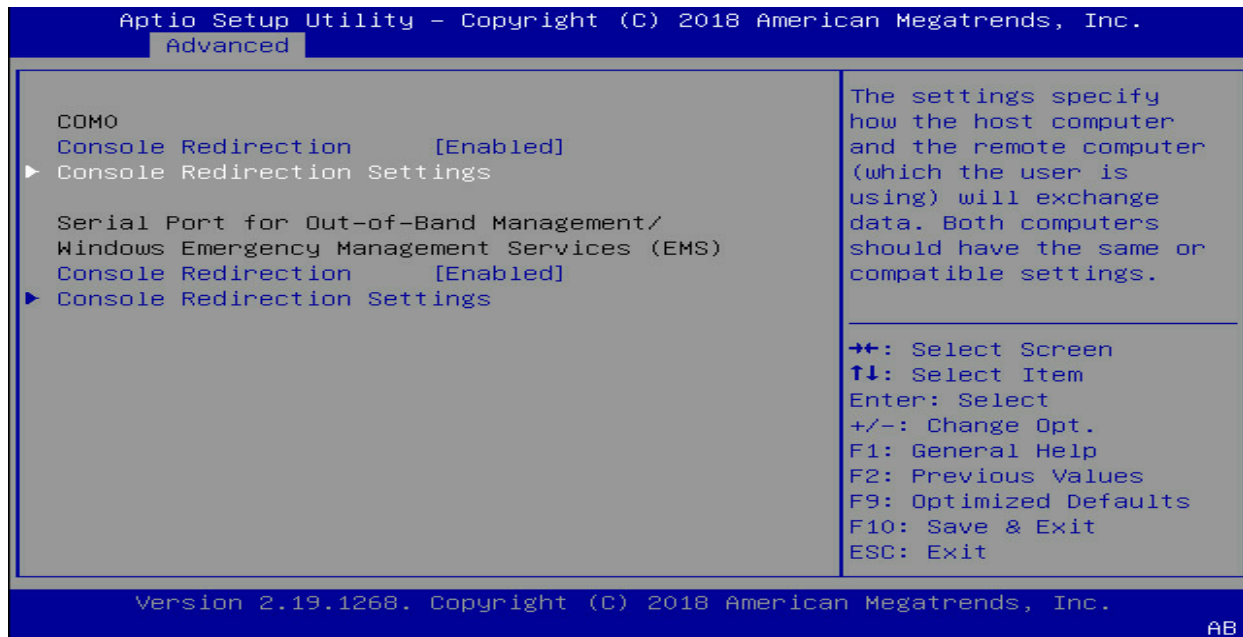 Aptio Setup Utility – Copyright (C) 2018 American Megatrends, Inc.
Advanced
COM0
Console Redirection [Enabled]
► Console Redirection Settings
Serial Port for Out-of-Band Management/
Windows Emergency Management Services (EMS)
Console Redirection [Enabled]
► Console Redirection Settings
The settings specify
how the host computer
and the remote computer
(which the user is
using) will exchange
data. Both computers
should have the same or
compatible settings.
→←: Select Screen
↑↓: Select Item
Enter: Select
+/-: Change Opt.
F1: General Help
F2: Previous Values
F9: Optimized Defaults
F10: Save & Exit
ESC: Exit
Version 2.19.1268. Copyright (C) 2018 American Megatrends, Inc.
AB